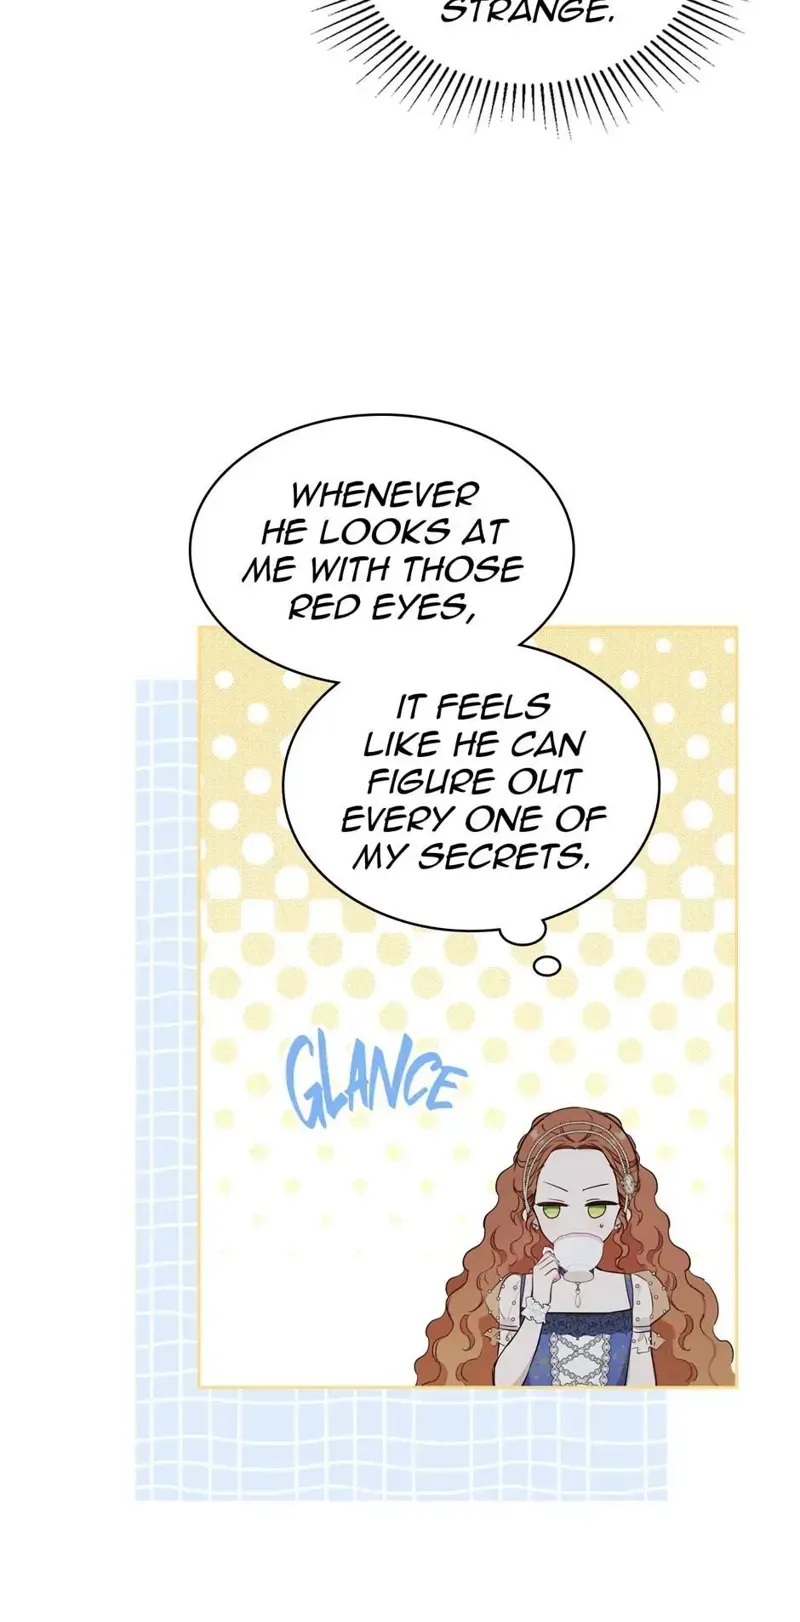 STRANGE.
WHENEVER
HE LOOKS AT
ME WITH THOSE
RED EYES,
IT FEELS
LIKE HE CAN
FIGURE OUT
EVERY ONE OF
MY SECRETS.
GLANCE